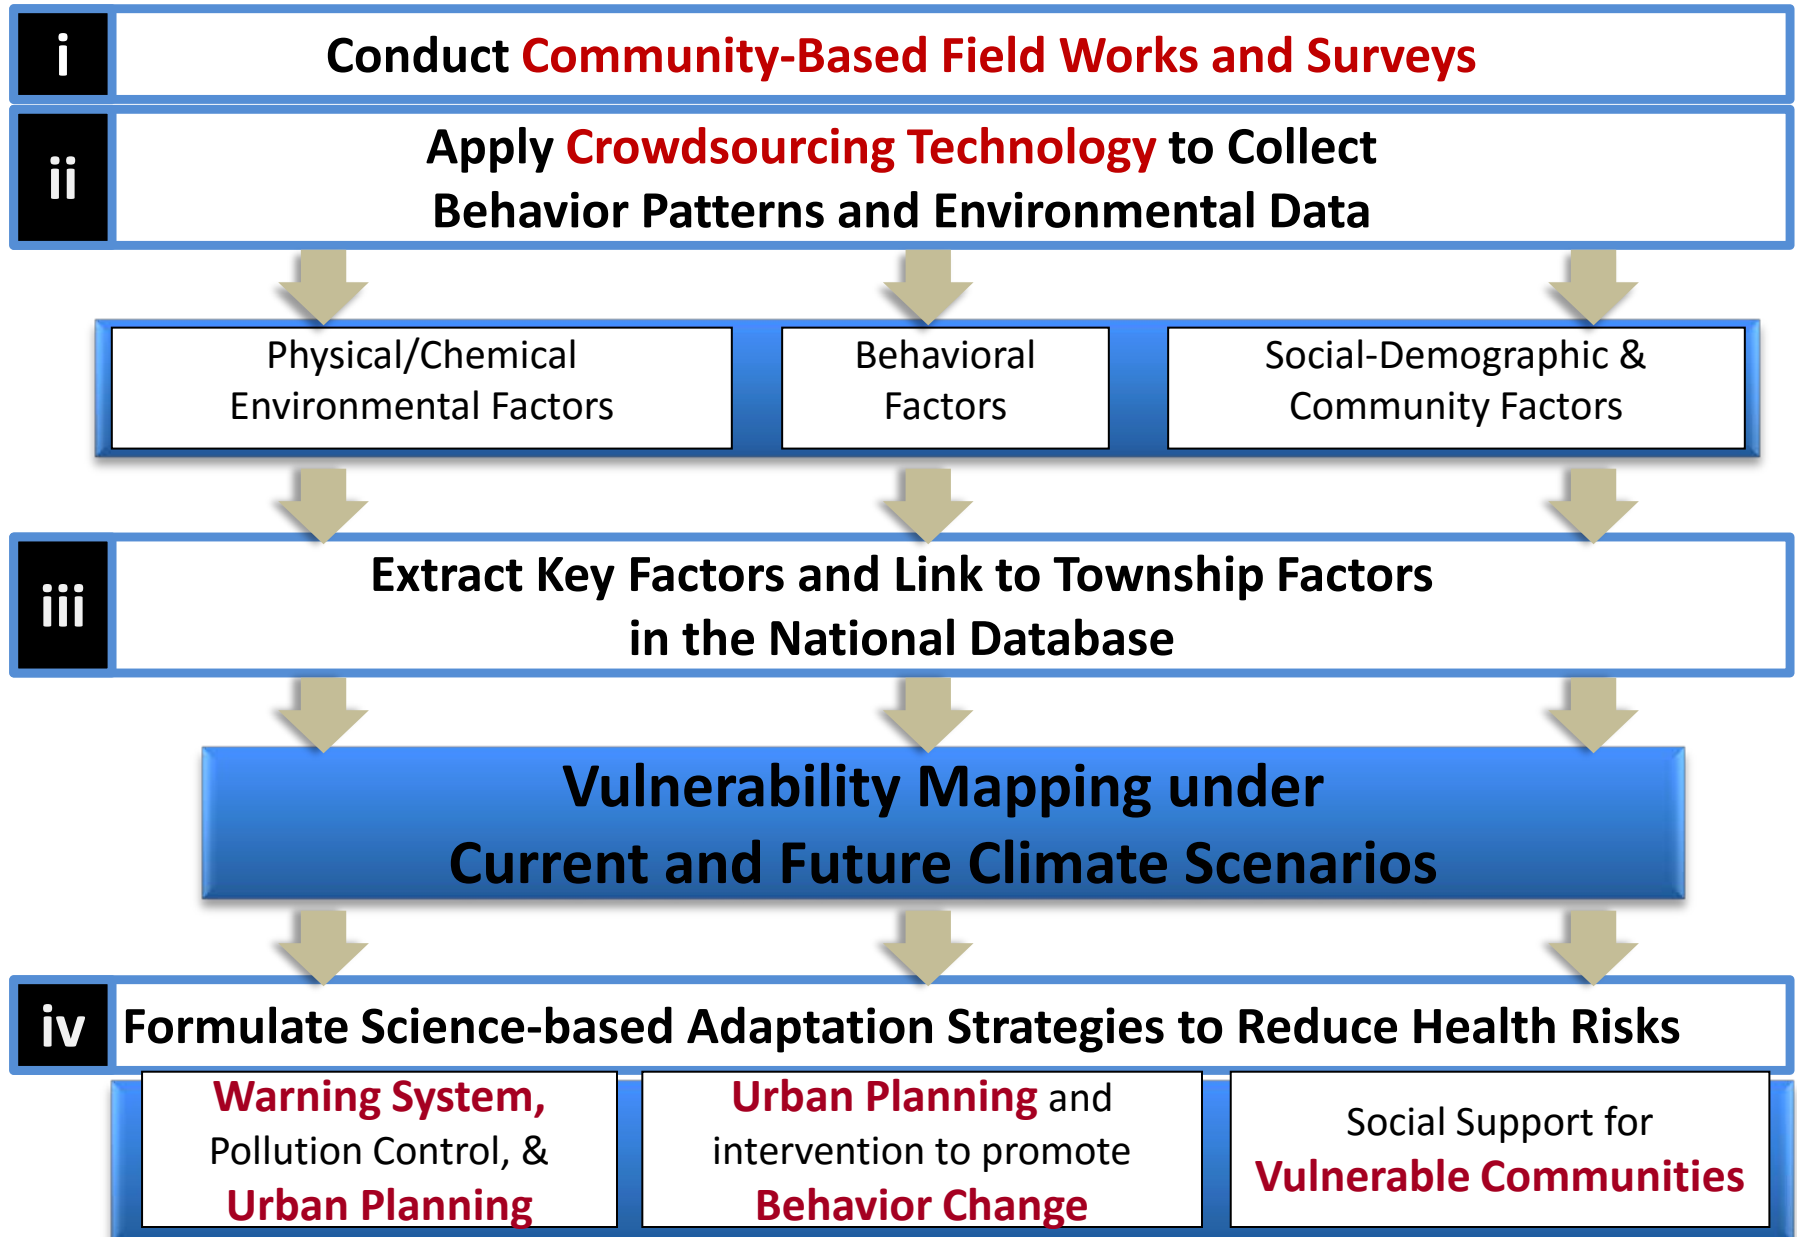 i
Conduct Community-Based Field Works and Surveys
ii
Apply Crowdsourcing Technology to Collect
Behavior Patterns and Environmental Data
Physical/Chemical
Environmental Factors
Behavioral
Factors
Social-Demographic &
Community Factors
iii
Extract Key Factors and Link to Township Factors
in the National Database
Vulnerability Mapping under
Current and Future Climate Scenarios
iv
Formulate Science-based Adaptation Strategies to Reduce Health Risks
Warning System,
Pollution Control, &
Urban Planning
Urban Planning and
intervention to promote
Behavior Change
Social Support for
Vulnerable Communities